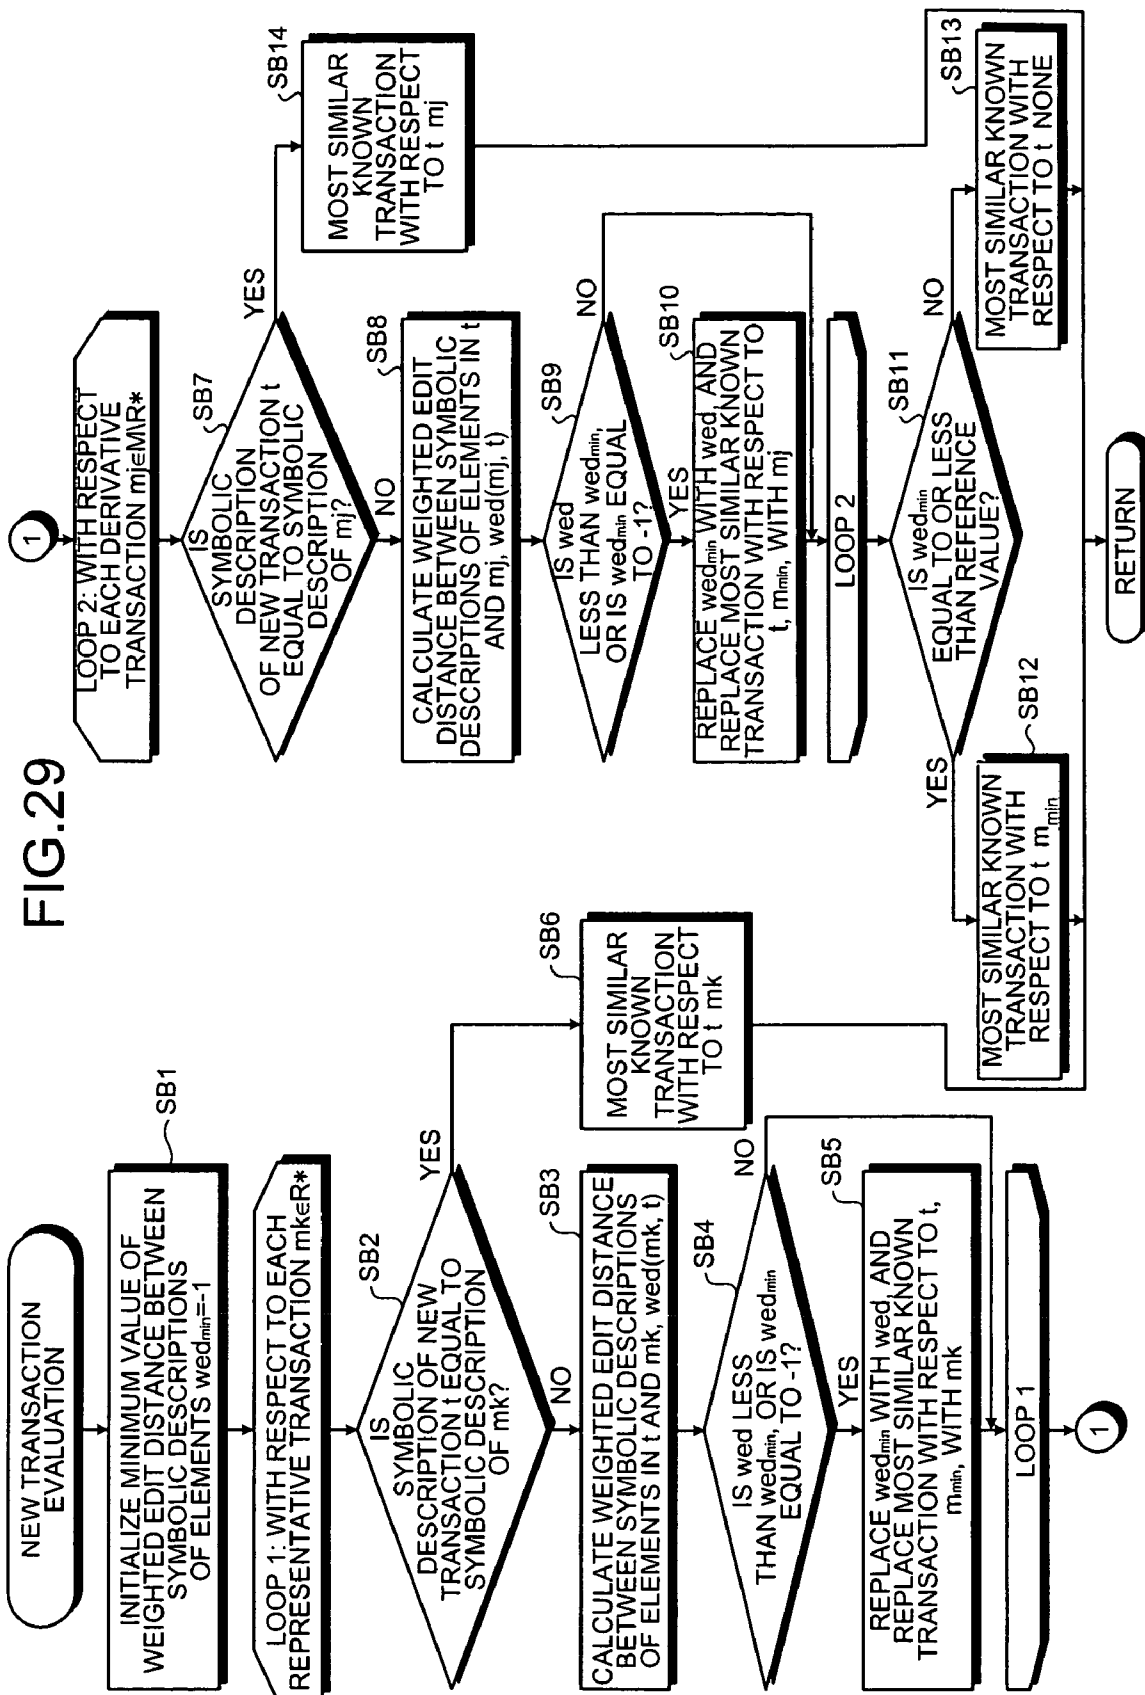 FIG.29
NEW TRANSACTION
EVALUATION
SB1
INITIALIZE MINIMUM VALUE OF
WEIGHTED EDIT DISTANCE BETWEEN
SYMBOLIC DESCRIPTIONS
OF ELEMENTS wedmin=-1
LOOP 1: WITH RESPECT TO EACH
REPRESENTATIVE TRANSACTION mk∊R*
SB2
IS
SYMBOLIC
DESCRIPTION OF NEW
TRANSACTION t EQUAL TO
SYMBOLIC DESCRIPTION
OF mk?
YES
NO
SB6
MOST SIMILAR
KNOWN
TRANSACTION
WITH RESPECT
TO t mk
SB3
CALCULATE WEIGHTED EDIT DISTANCE
BETWEEN SYMBOLIC DESCRIPTIONS
OF ELEMENTS IN t AND mk, wed(mk, t)
SB4
IS wed LESS
THAN wedmin, OR IS wedmin
EQUAL TO -1?
NO
YES
SB5
REPLACE wedmin WITH wed, AND
REPLACE MOST SIMILAR KNOWN
TRANSACTION WITH RESPECT TO t,
mmin, WITH mk
LOOP 1
1
1
LOOP 2: WITH RESPECT
TO EACH DERIVATIVE
TRANSACTION mj∊M\R*
SB7
IS
SYMBOLIC
DESCRIPTION
OF NEW TRANSACTION t
EQUAL TO SYMBOLIC
DESCRIPTION
OF mj?
YES
NO
SB14
MOST SIMILAR
KNOWN
TRANSACTION
WITH RESPECT
TO t mj
SB8
CALCULATE WEIGHTED EDIT
DISTANCE BETWEEN SYMBOLIC
DESCRIPTIONS OF ELEMENTS IN t
AND mj, wed(mj, t)
SB9
IS wed
LESS THAN wedmin,
OR IS wedmin EQUAL
TO -1?
NO
YES
SB10
REPLACE wedmin WITH wed, AND
REPLACE MOST SIMILAR KNOWN
TRANSACTION WITH RESPECT TO
t, mmin, WITH mj
LOOP 2
SB11
IS wedmin
EQUAL TO OR LESS
THAN REFERENCE
VALUE?
YES
NO
SB12
MOST SIMILAR KNOWN
TRANSACTION WITH
RESPECT TO t m_min
SB13
MOST SIMILAR KNOWN
TRANSACTION WITH
RESPECT TO t NONE
RETURN